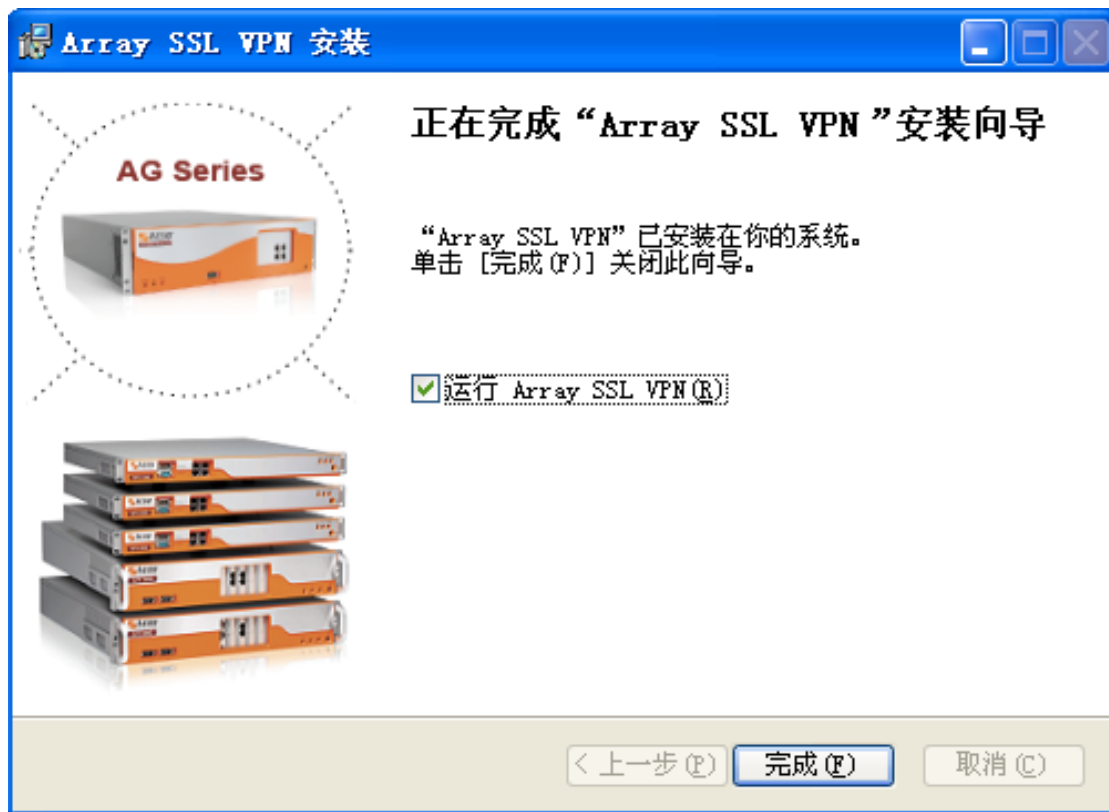 Array SSL VPN 安装
正在完成“Array SSL VPN ”安装向导
AG Series
“Array SSL VPN”已安装在你的系统。
单击 [完成(F)] 关闭此向导。
运行 Array SSL VPN(R)
< 上一步(P)
完成(F)
取消(C)